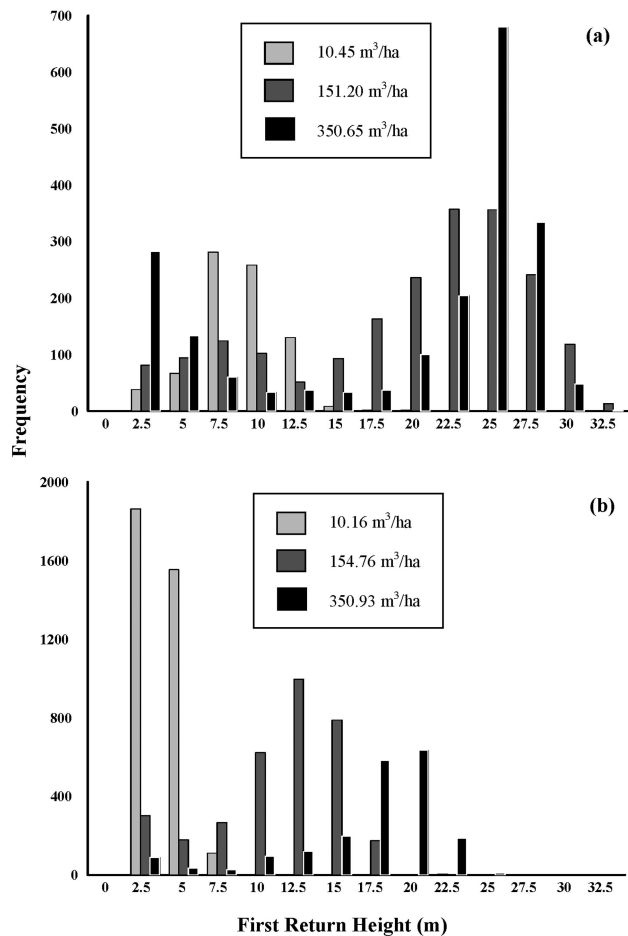 700
(a)
10.45 m³/ha
600
151.20 m³/ha
500
350.65 m³/ha
400
300
200
100
0
0 2.5 5 7.5 10 12.5 15 17.5 20 22.5 25 27.5 30 32.5
Frequency
2000
(b)
10.16 m³/ha
1600
154.76 m³/ha
350.93 m³/ha
1200
800
400
0
0 2.5 5 7.5 10 12.5 15 17.5 20 22.5 25 27.5 30 32.5
First Return Height (m)